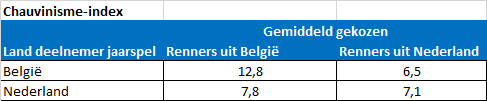 Chauvinisme-index
Gemiddeld gekozen
Land deelnemer jaarspel Renners uit België Renners uit Nederland
België 12,8 6,5
Nederland 7,8 7,1